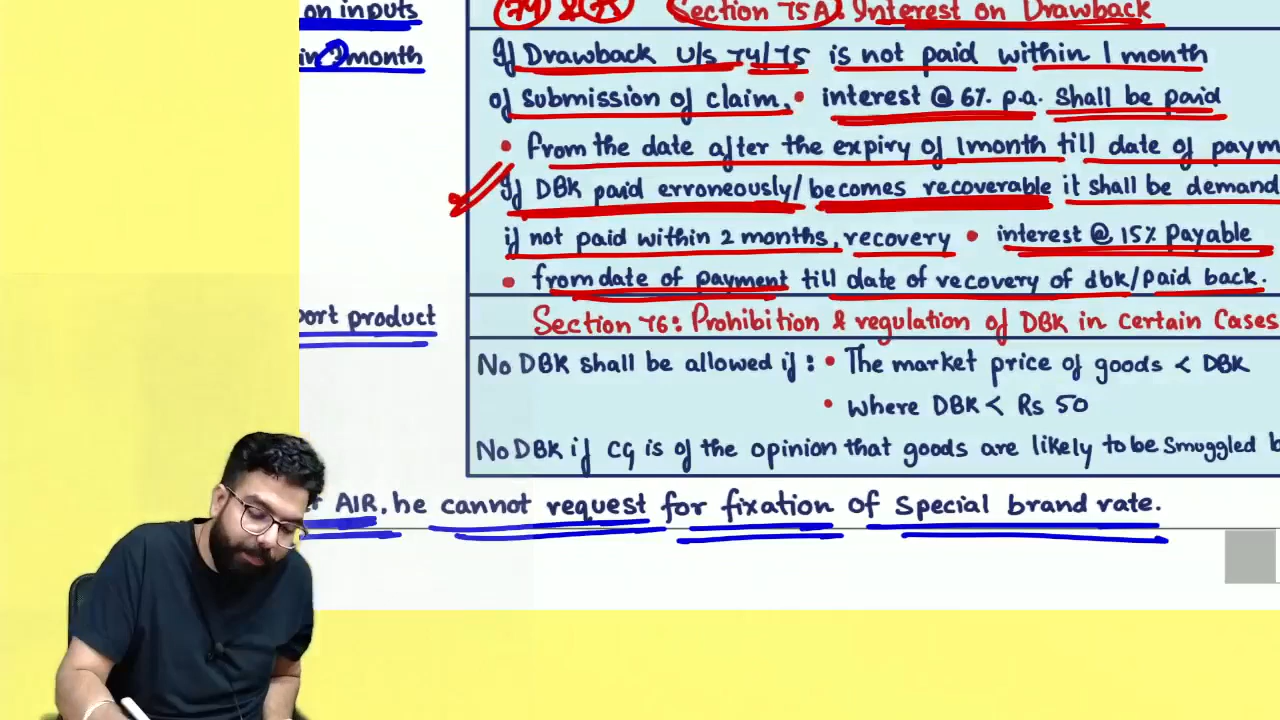 on inputs
(74) & (75) Section 75A: Interest on Drawback
in 1 month
If Drawback U/s 74/75 is not paid within 1 month
of submission of claim, • interest @ 6% p.a. Shall be paid
• from the date after the expiry of 1month till date of paym
If DBK paid erroneously/ becomes recoverable it shall be demand
if not paid within 2 months, recovery • interest @ 15% Payable
• from date of payment till date of recovery of dbk/paid back.
port product
Section 76: Prohibition & regulation of DBK in Certain Cases
No DBK shall be allowed if: • The market price of goods < DBK
• where DBK < Rs 50
No DBK if CG is of the opinion that goods are likely to be Smuggled b
AIR, he cannot request for fixation of special brand rate.